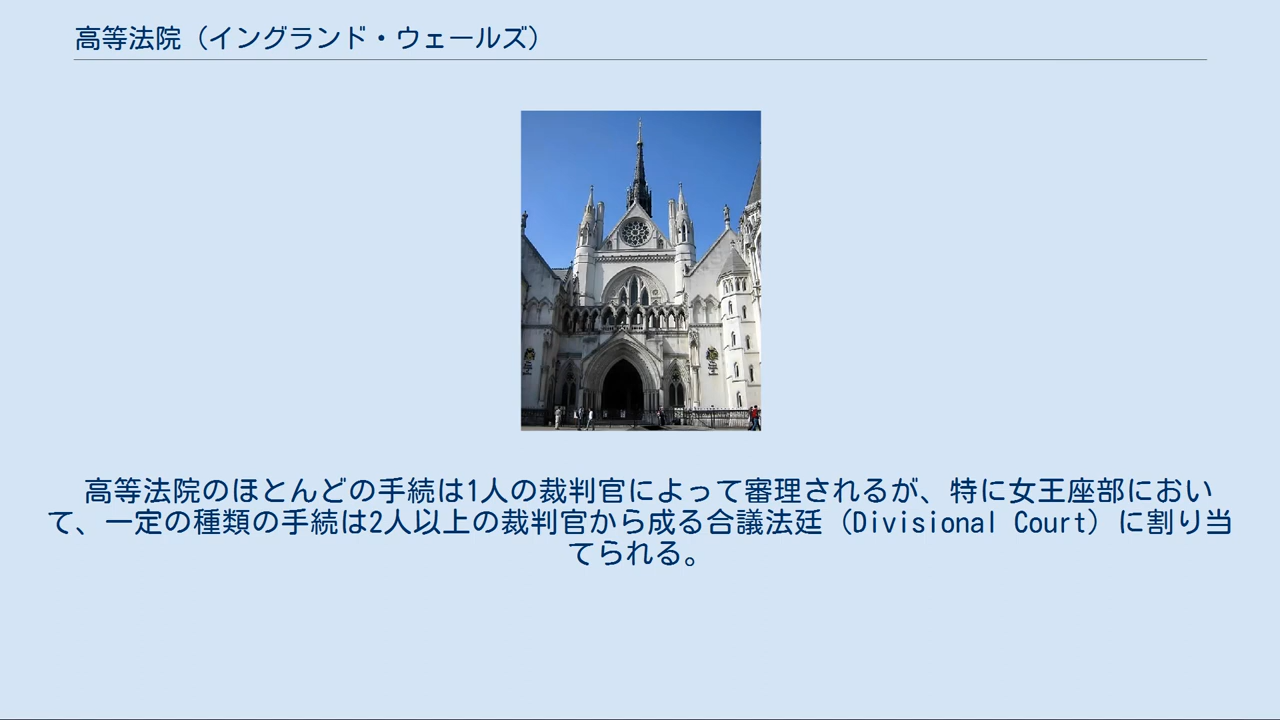 高等法院（イングランド・ウェールズ）
高等法院のほとんどの手続は1人の裁判官によって審理されるが、特に女王座部におい
て、一定の種類の手続は2人以上の裁判官から成る合議法廷（Divisional Court）に割り当
てられる。